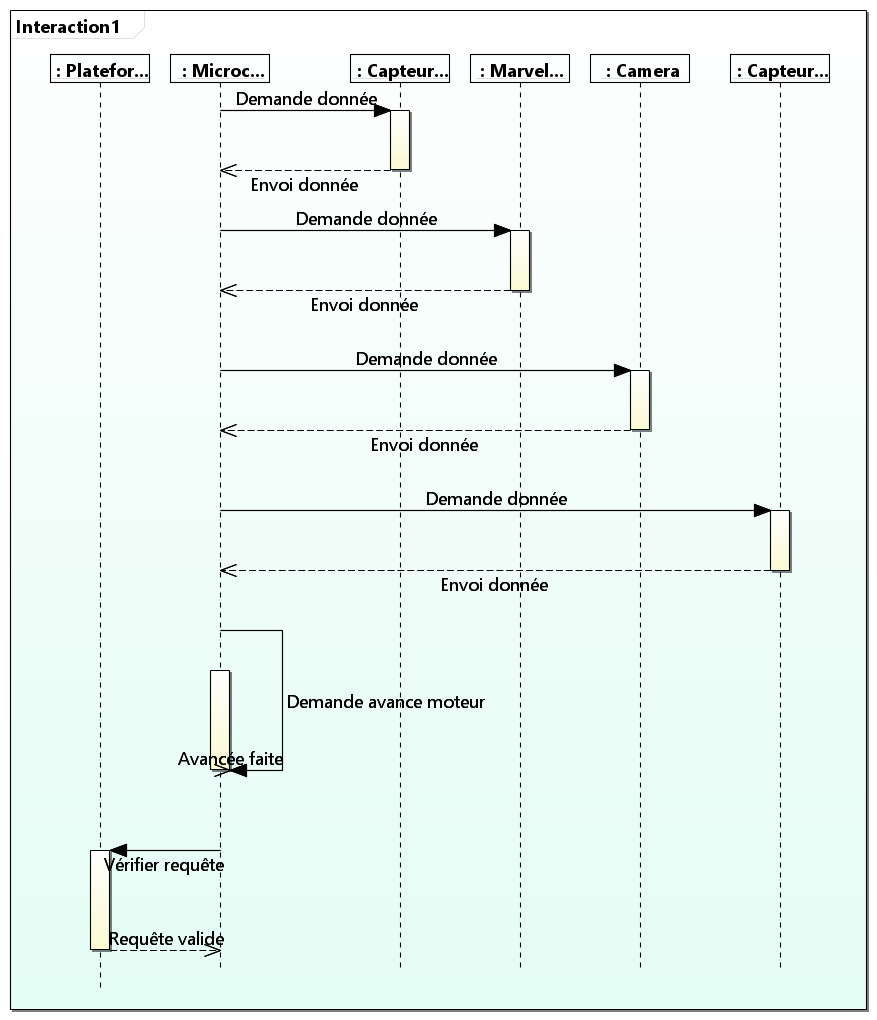 Interaction1
: Platefor...
: Microc...
: Capteur...
: Marvel...
: Camera
: Capteur...
Demande donnée
Envoi donnée
Demande donnée
Envoi donnée
Demande donnée
Envoi donnée
Demande donnée
Envoi donnée
Demande avance moteur
Avancée faite
Vérifier requête
Requête valide